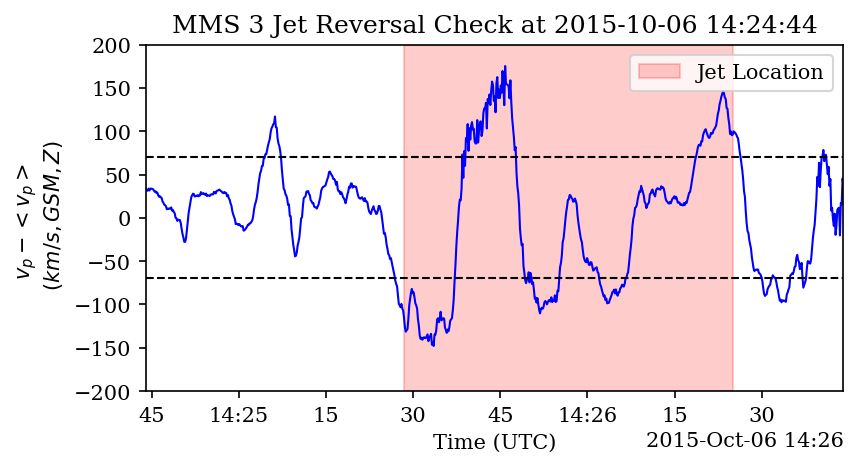 MMS 3 Jet Reversal Check at 2015-10-06 14:24:44
200
150
100
50
0
−50
−100
−150
−200
v_p − < v_p >
(km/s, GSM, Z)
Jet Location
45
14:25
15
30
45
14:26
15
30
Time (UTC)
2015-Oct-06 14:26